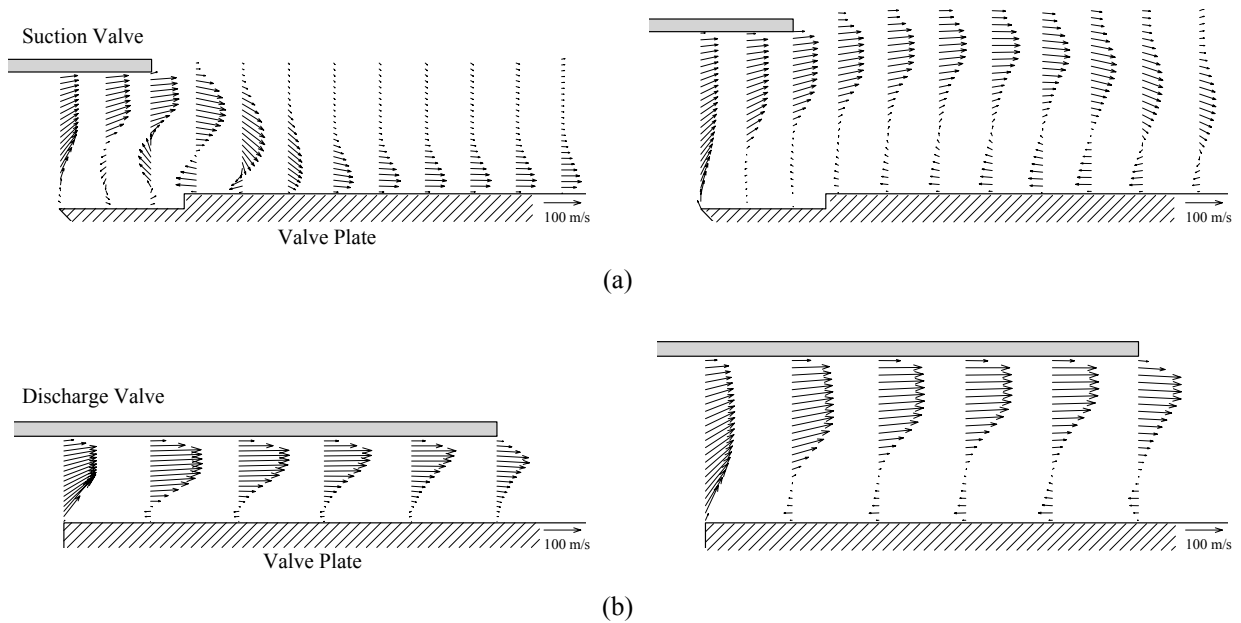 Suction Valve
100 m/s
Valve Plate
100 m/s
(a)
Discharge Valve
100 m/s
Valve Plate
100 m/s
(b)